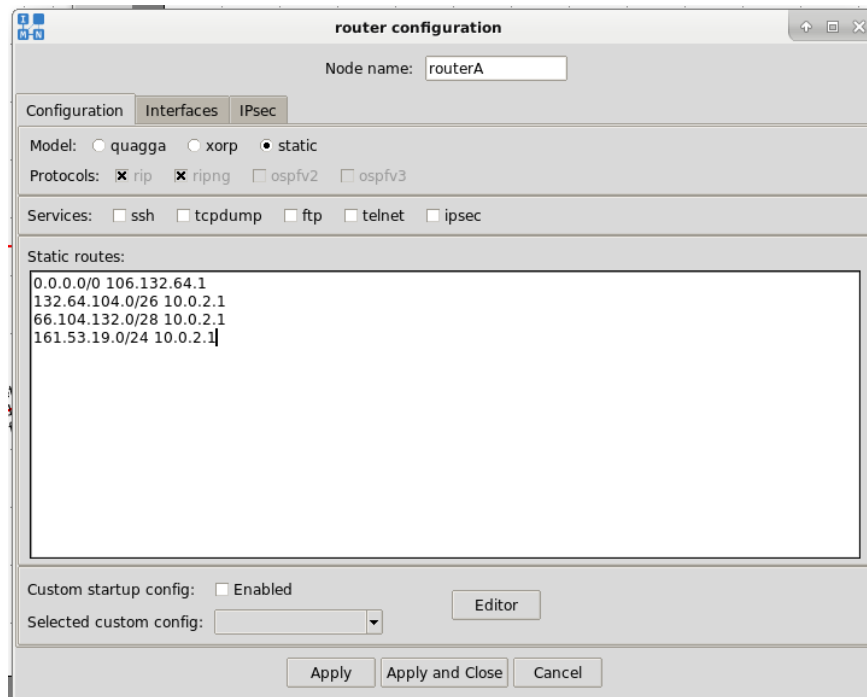 I
M-N
router configuration
Node name: routerA
Configuration Interfaces IPsec
Model: quagga xorp static
Protocols: rip ripng ospfv2 ospfv3
Services: ssh tcpdump ftp telnet ipsec
Static routes:
0.0.0.0/0 106.132.64.1
132.64.104.0/26 10.0.2.1
66.104.132.0/28 10.0.2.1
161.53.19.0/24 10.0.2.1
Custom startup config: Enabled
Selected custom config:
Editor
Apply Apply and Close Cancel